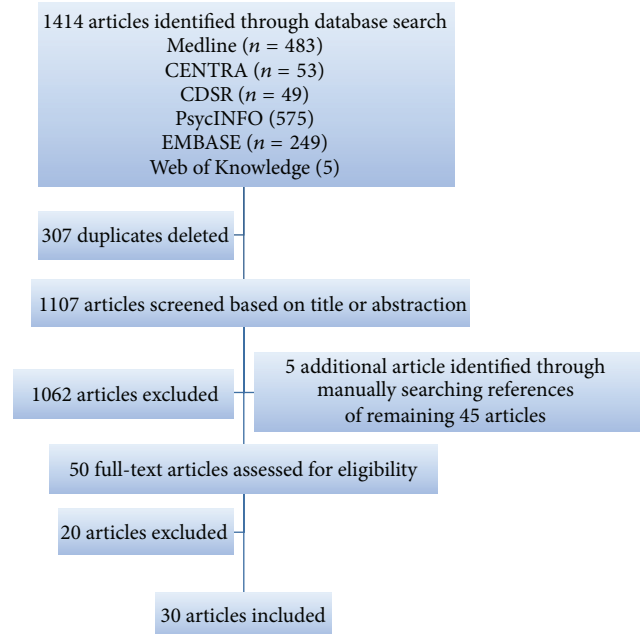 1414 articles identified through database search
Medline (n = 483)
CENTRA (n = 53)
CDSR (n = 49)
PsycINFO (575)
EMBASE (n = 249)
Web of Knowledge (5)
307 duplicates deleted
1107 articles screened based on title or abstraction
1062 articles excluded
5 additional article identified through
manually searching references
of remaining 45 articles
50 full-text articles assessed for eligibility
20 articles excluded
30 articles included